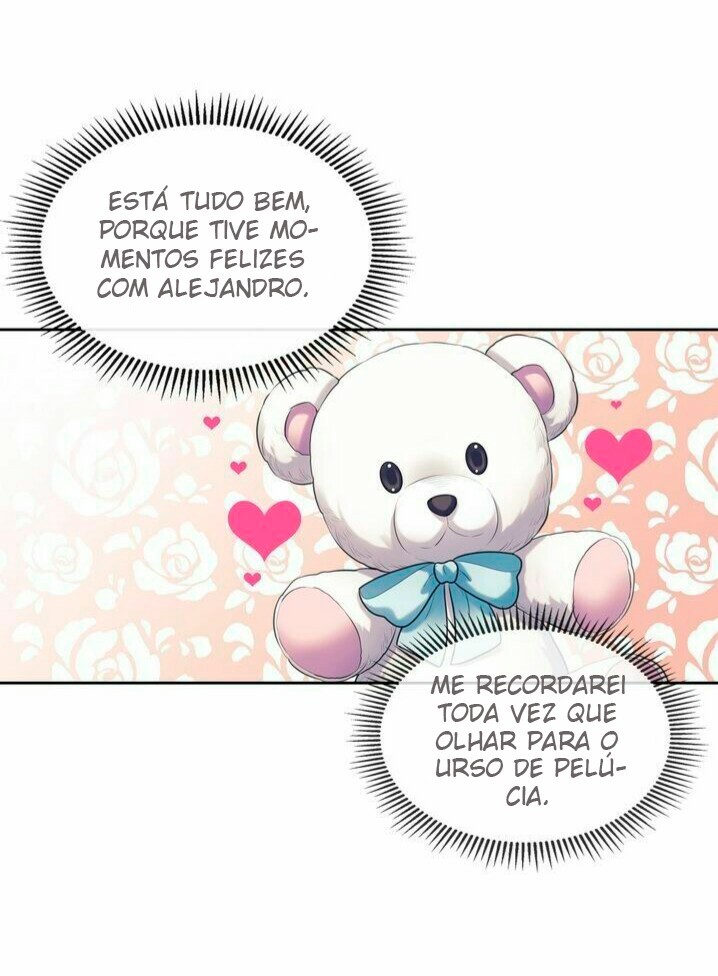 ESTÁ TUDO BEM,
PORQUE TIVE MO-
MENTOS FELIZES
COM ALEJANDRO.
ME RECORDAREI
TODA VEZ QUE
OLHAR PARA O
URSO DE PELÚ-
CIA.